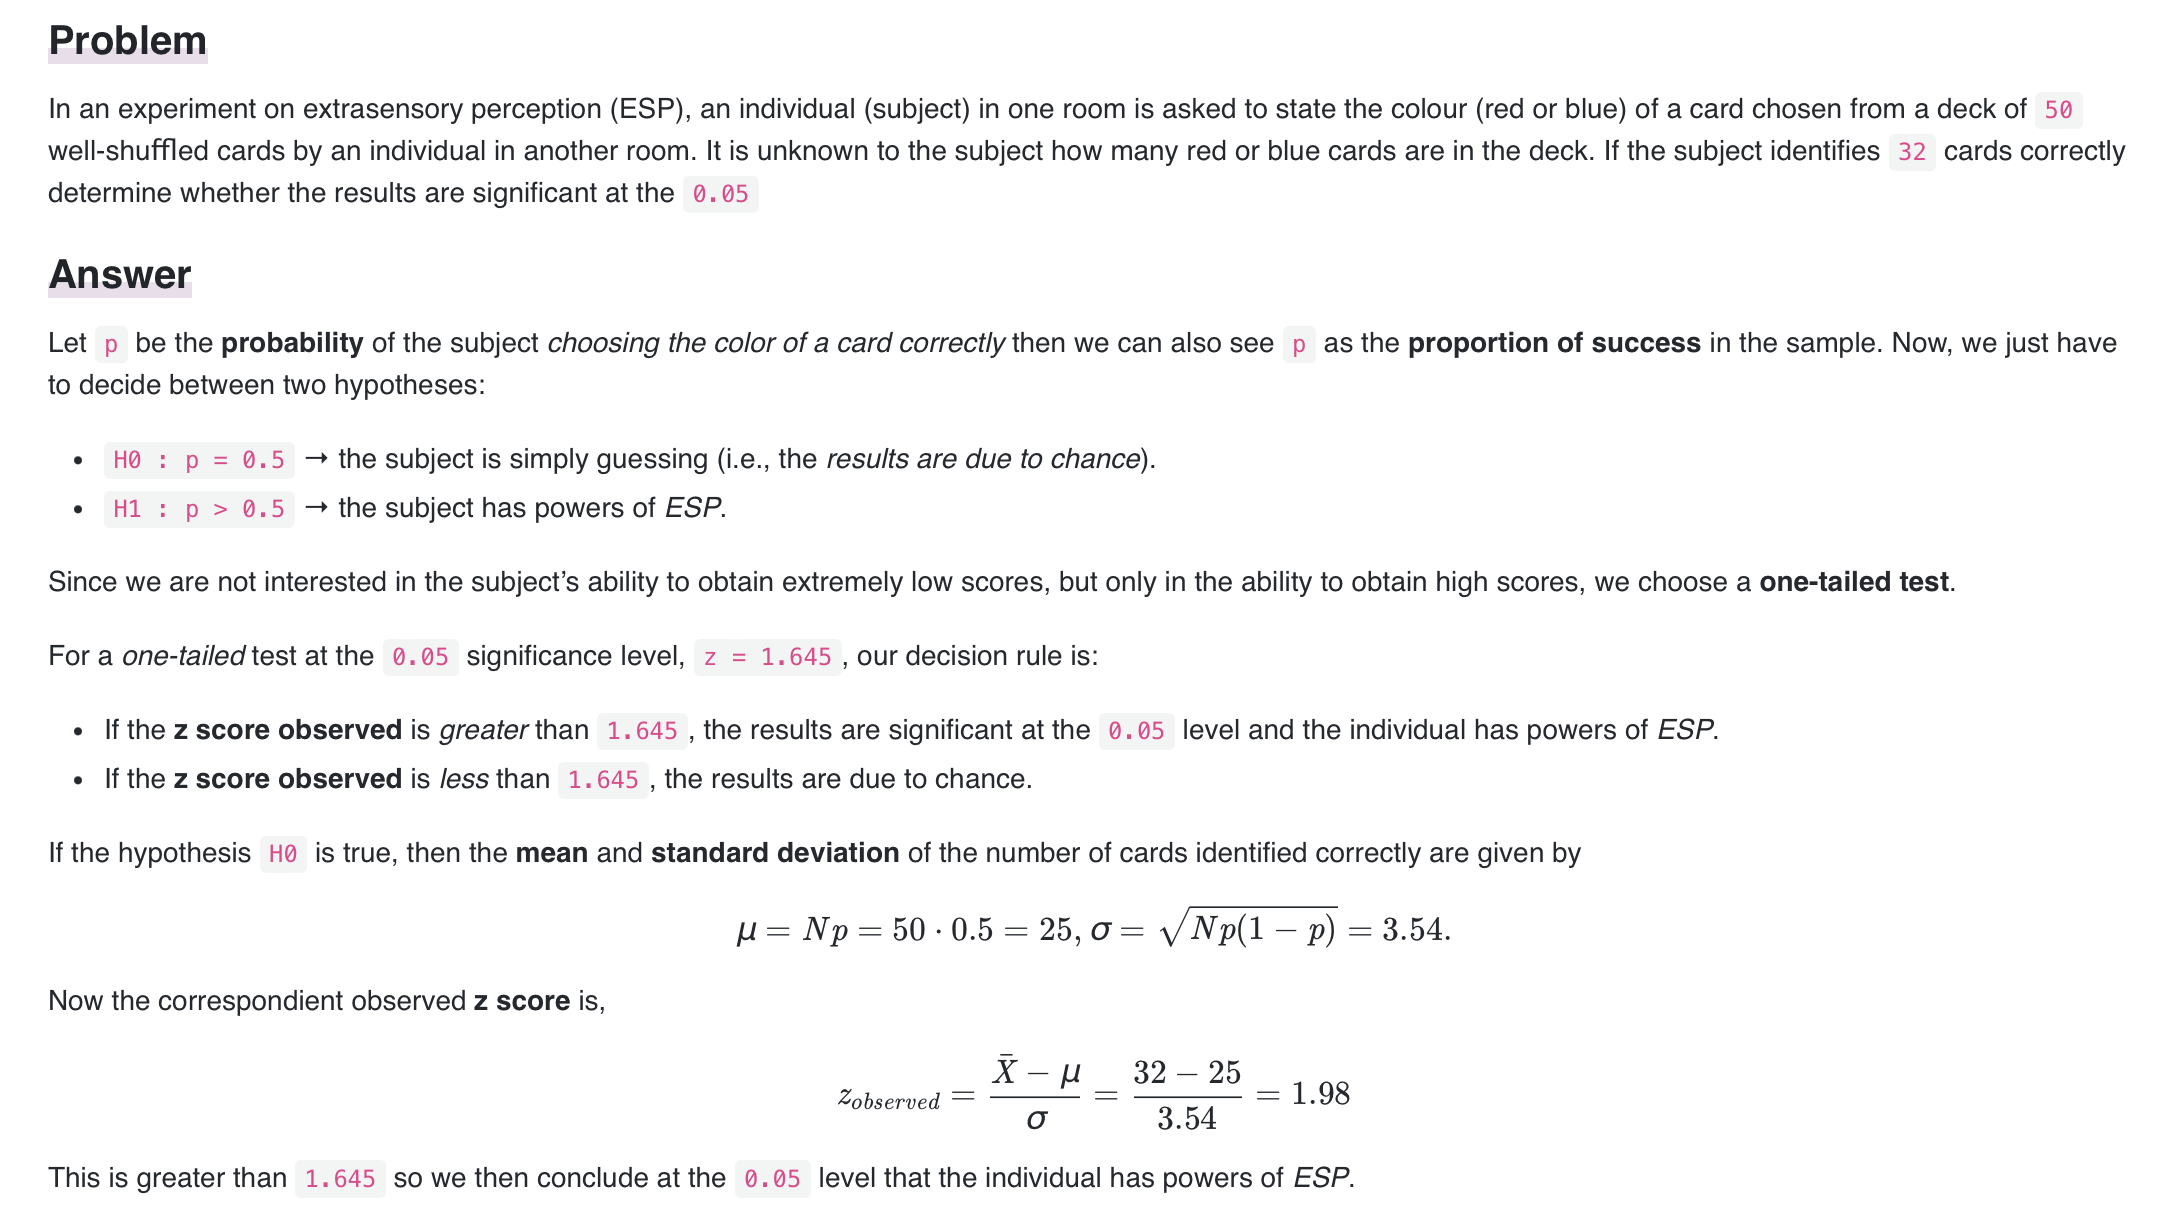 Problem
In an experiment on extrasensory perception (ESP), an individual (subject) in one room is asked to state the colour (red or blue) of a card chosen from a deck of 50
well-shuffled cards by an individual in another room. It is unknown to the subject how many red or blue cards are in the deck. If the subject identifies 32 cards correctly
determine whether the results are significant at the 0.05
Answer
Let p be the probability of the subject choosing the color of a card correctly then we can also see p as the proportion of success in the sample. Now, we just have
to decide between two hypotheses:
• H0 : p = 0.5 → the subject is simply guessing (i.e., the results are due to chance).
• H1 : p > 0.5 → the subject has powers of ESP.
Since we are not interested in the subject’s ability to obtain extremely low scores, but only in the ability to obtain high scores, we choose a one-tailed test.
For a one-tailed test at the 0.05 significance level, z = 1.645, our decision rule is:
• If the z score observed is greater than 1.645, the results are significant at the 0.05 level and the individual has powers of ESP.
• If the z score observed is less than 1.645, the results are due to chance.
If the hypothesis H0 is true, then the mean and standard deviation of the number of cards identified correctly are given by
μ = Np = 50 · 0.5 = 25, σ = √(Np(1 − p)) = 3.54.
Now the correspondient observed z score is,
z_observed = (X̄ − μ)/σ = (32 − 25)/3.54 = 1.98
This is greater than 1.645 so we then conclude at the 0.05 level that the individual has powers of ESP.